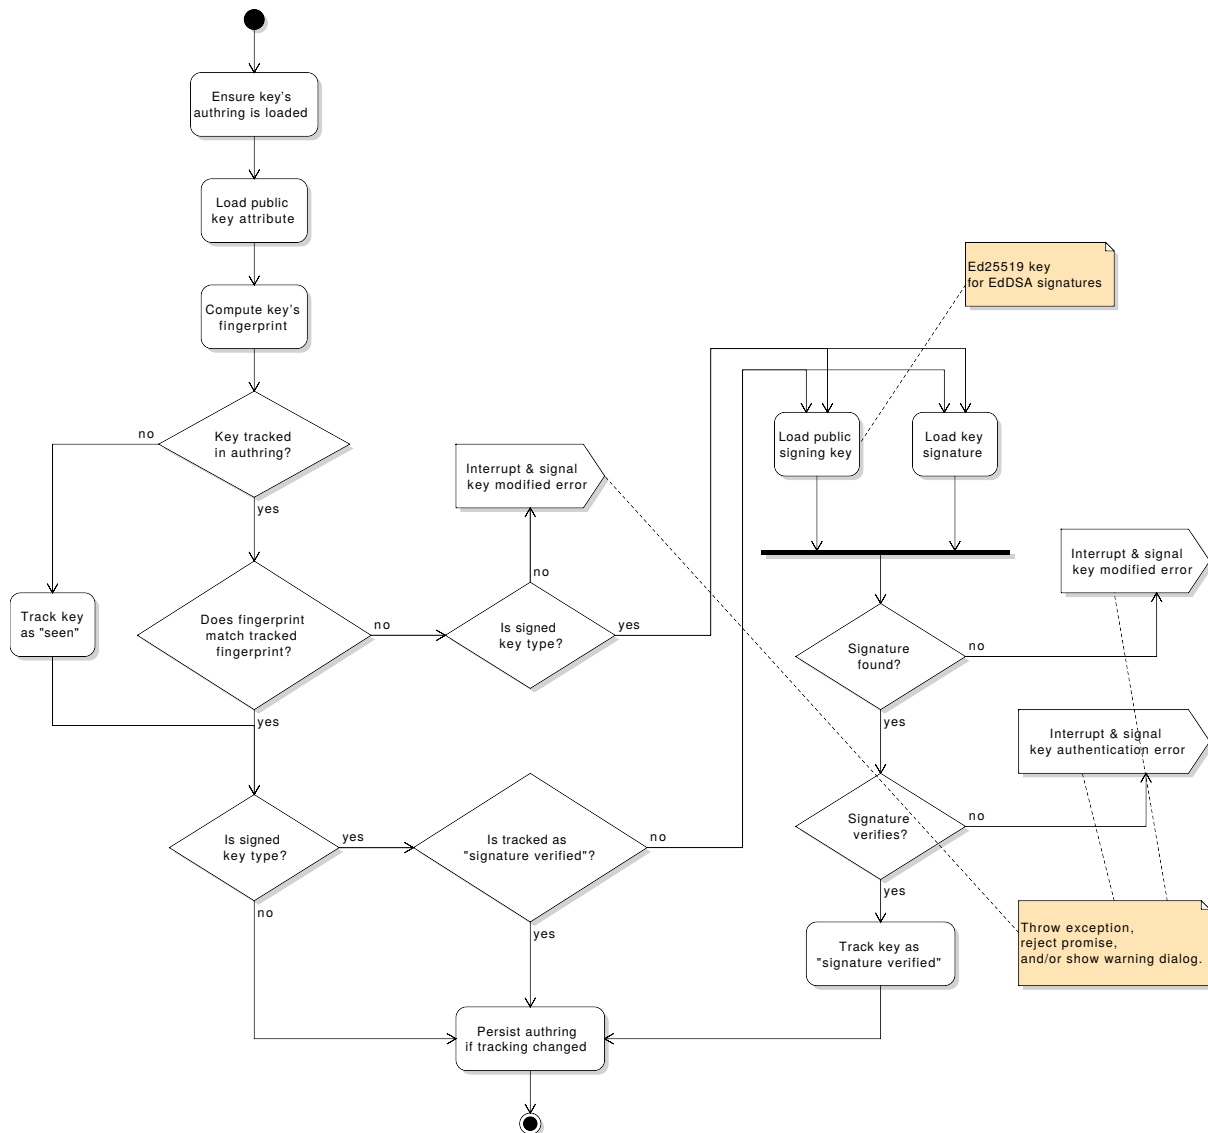 Ensure key's
authring is loaded
Load public
key attribute
Compute key's
fingerprint
Ed25519 key
for EdDSA signatures
Key tracked
in authring?
no
yes
Interrupt & signal
key modified error
Load public
signing key
Load key
signature
Track key
as "seen"
Does fingerprint
match tracked
fingerprint?
no
yes
Is signed
key type?
no
yes
Interrupt & signal
key modified error
Signature
found?
no
yes
Interrupt & signal
key authentication error
Is signed
key type?
yes
no
Is tracked as
"signature verified"?
no
yes
Signature
verifies?
no
yes
Track key as
"signature verified"
Throw exception,
reject promise,
and/or show warning dialog.
Persist authring
if tracking changed